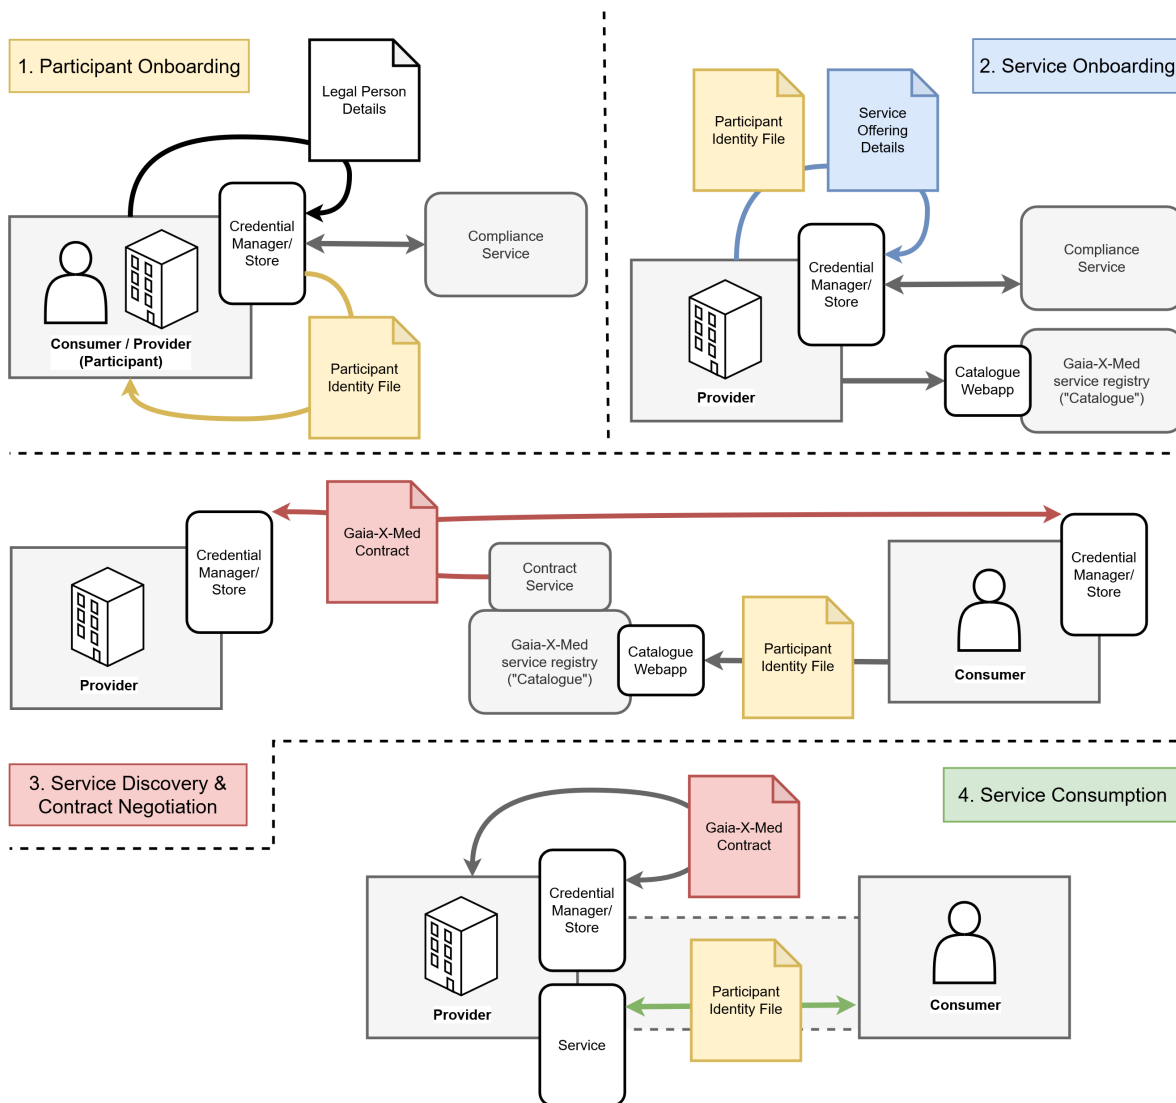 1. Participant Onboarding
Legal Person
Details
Credential
Manager/
Store
Compliance
Service
Consumer / Provider
(Participant)
Participant
Identity File
2. Service Onboarding
Participant
Identity File
Service
Offering
Details
Credential
Manager/
Store
Compliance
Service
Provider
Catalogue
Webapp
Gaia-X-Med
service registry
("Catalogue")
Gaia-X-Med
Contract
Credential
Manager/
Store
Provider
Contract
Service
Gaia-X-Med
service registry
("Catalogue")
Catalogue
Webapp
Participant
Identity File
Credential
Manager/
Store
Consumer
3. Service Discovery &
Contract Negotiation
4. Service Consumption
Gaia-X-Med
Contract
Credential
Manager/
Store
Provider
Service
Participant
Identity File
Consumer